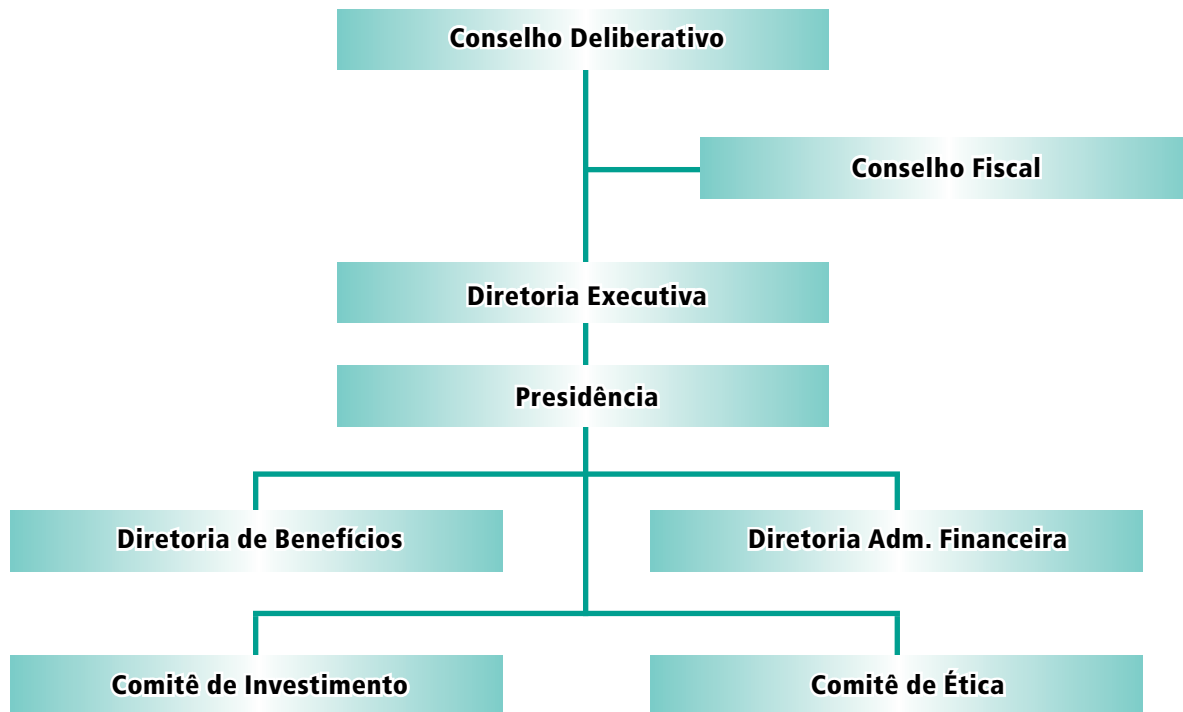 Conselho Deliberativo
Conselho Fiscal
Diretoria Executiva
Presidência
Diretoria de Benefícios
Diretoria Adm. Financeira
Comitê de Investimento
Comitê de Ética